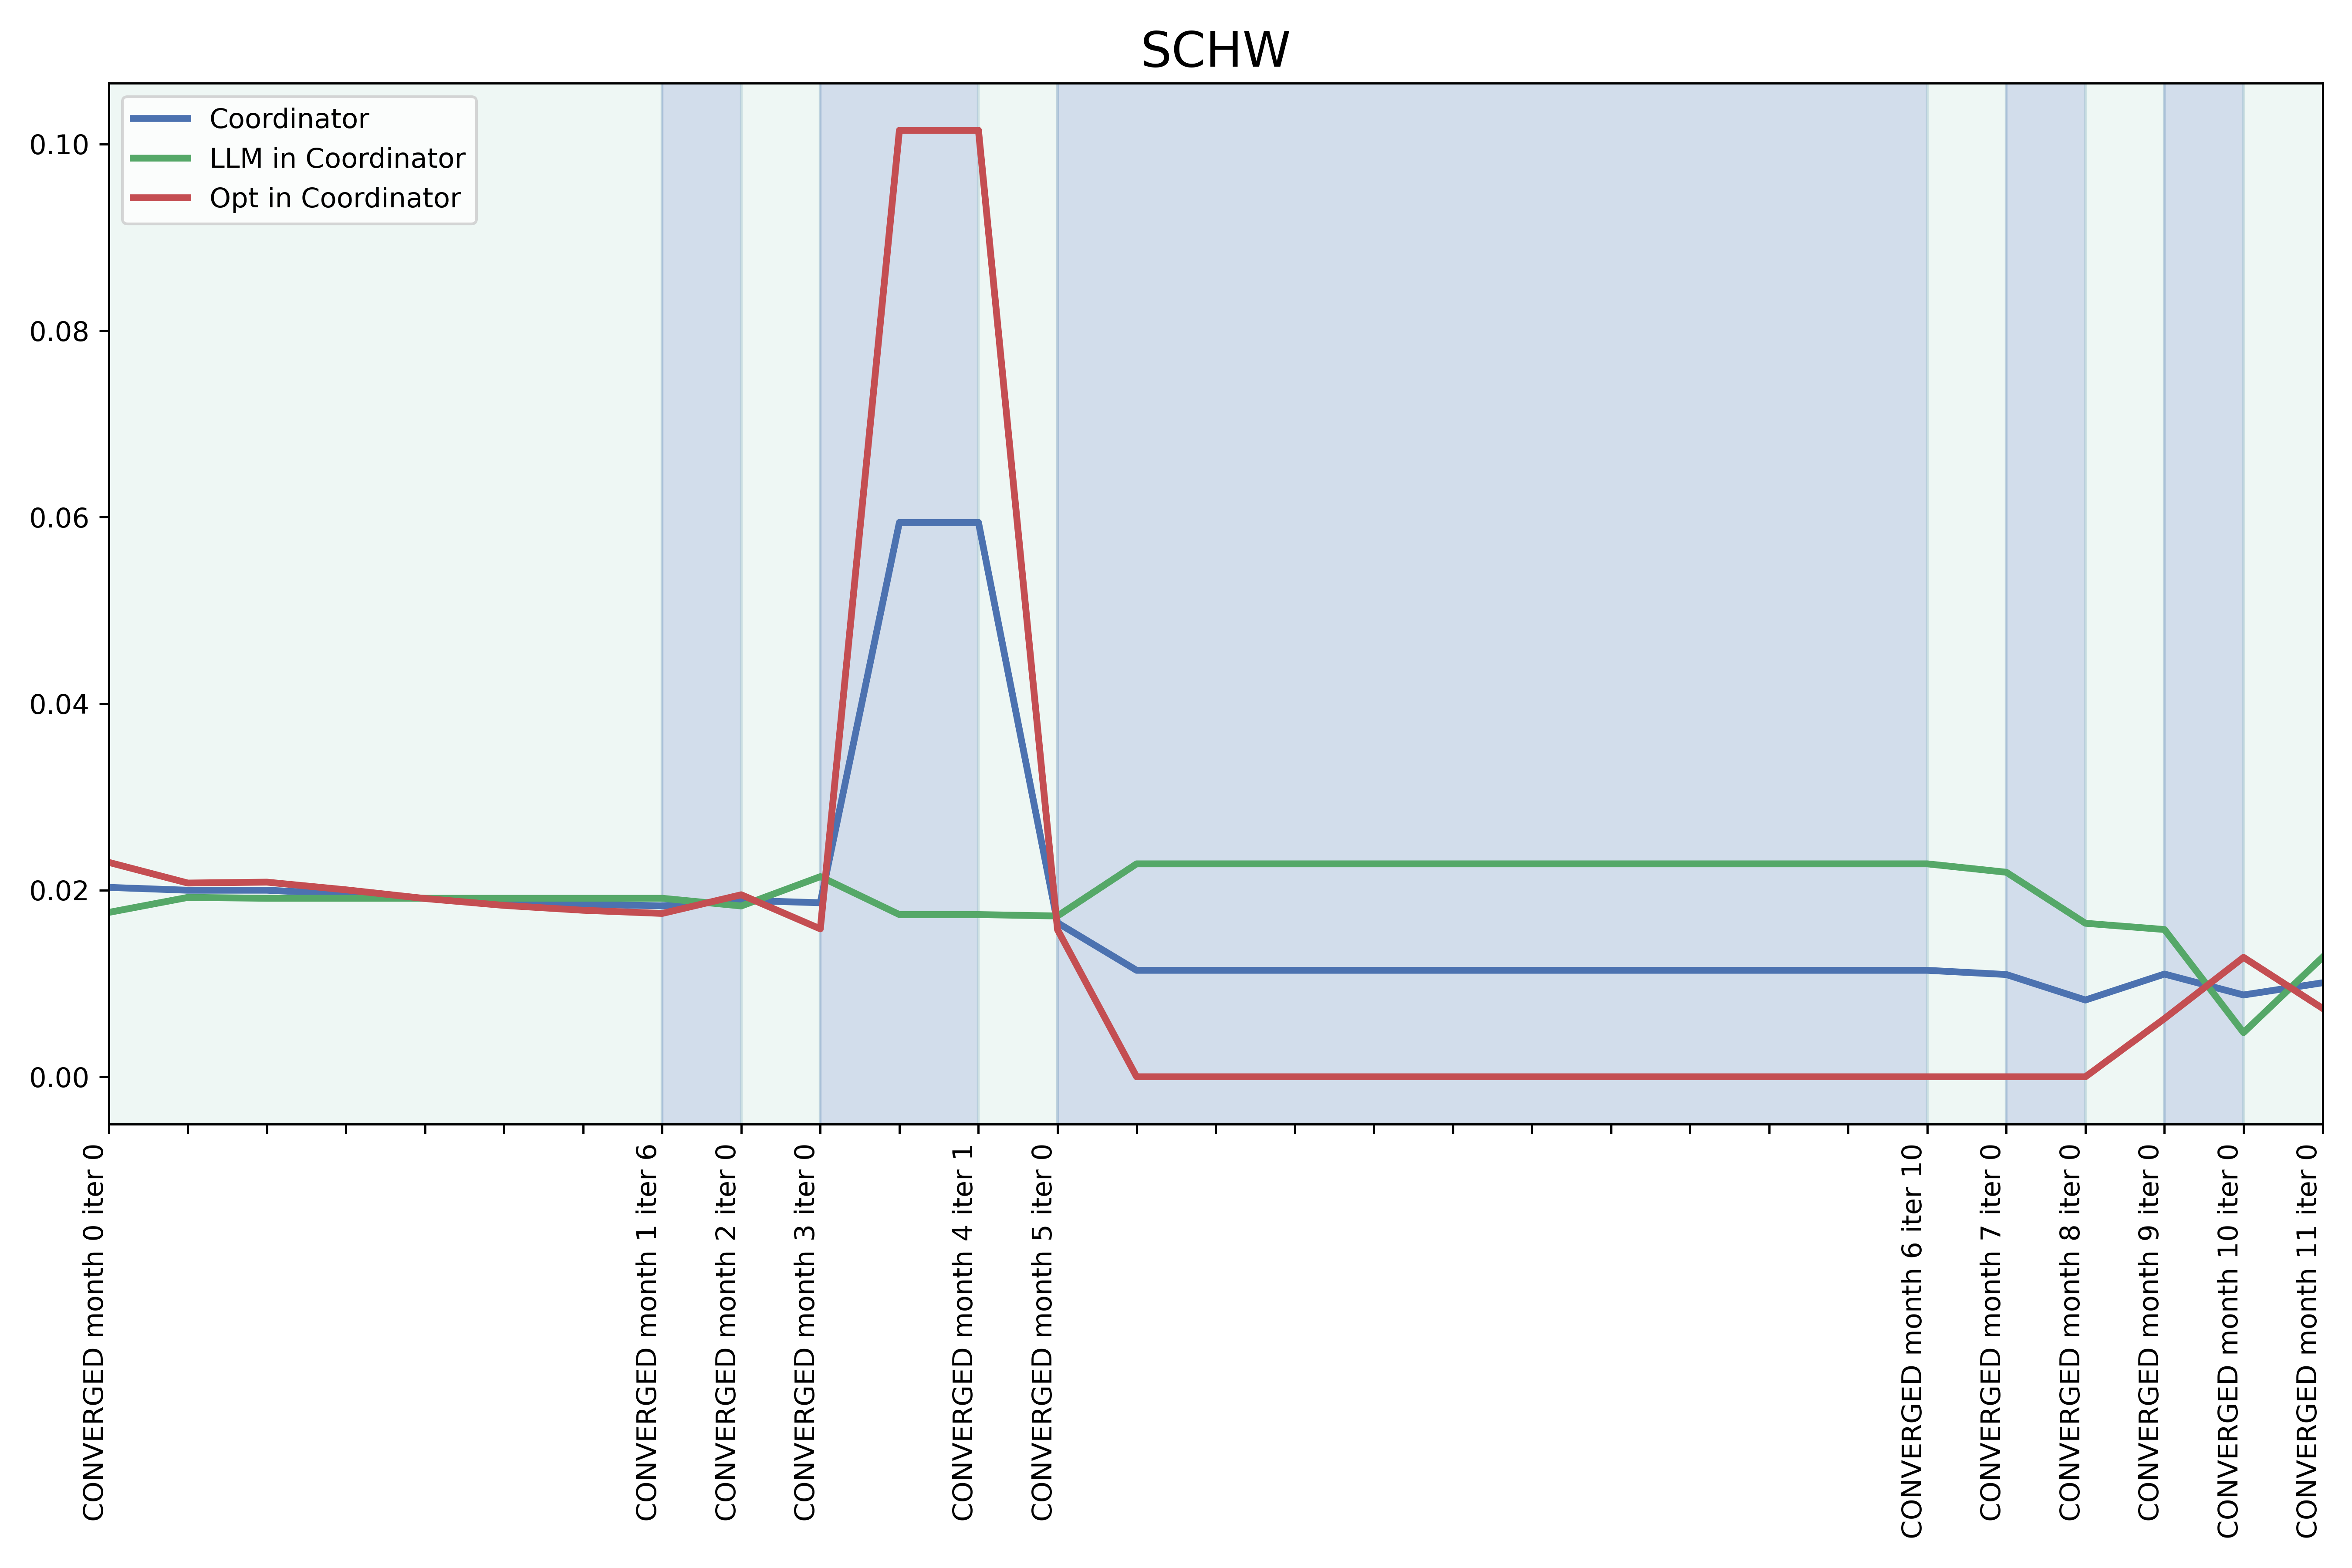 SCHW
Coordinator
LLM in Coordinator
Opt in Coordinator
0.10
0.08
0.06
0.04
0.02
0.00
CONVERGED month 0 iter 0
CONVERGED month 1 iter 6
CONVERGED month 2 iter 0
CONVERGED month 3 iter 0
CONVERGED month 4 iter 1
CONVERGED month 5 iter 0
CONVERGED month 6 iter 10
CONVERGED month 7 iter 0
CONVERGED month 8 iter 0
CONVERGED month 9 iter 0
CONVERGED month 10 iter 0
CONVERGED month 11 iter 0